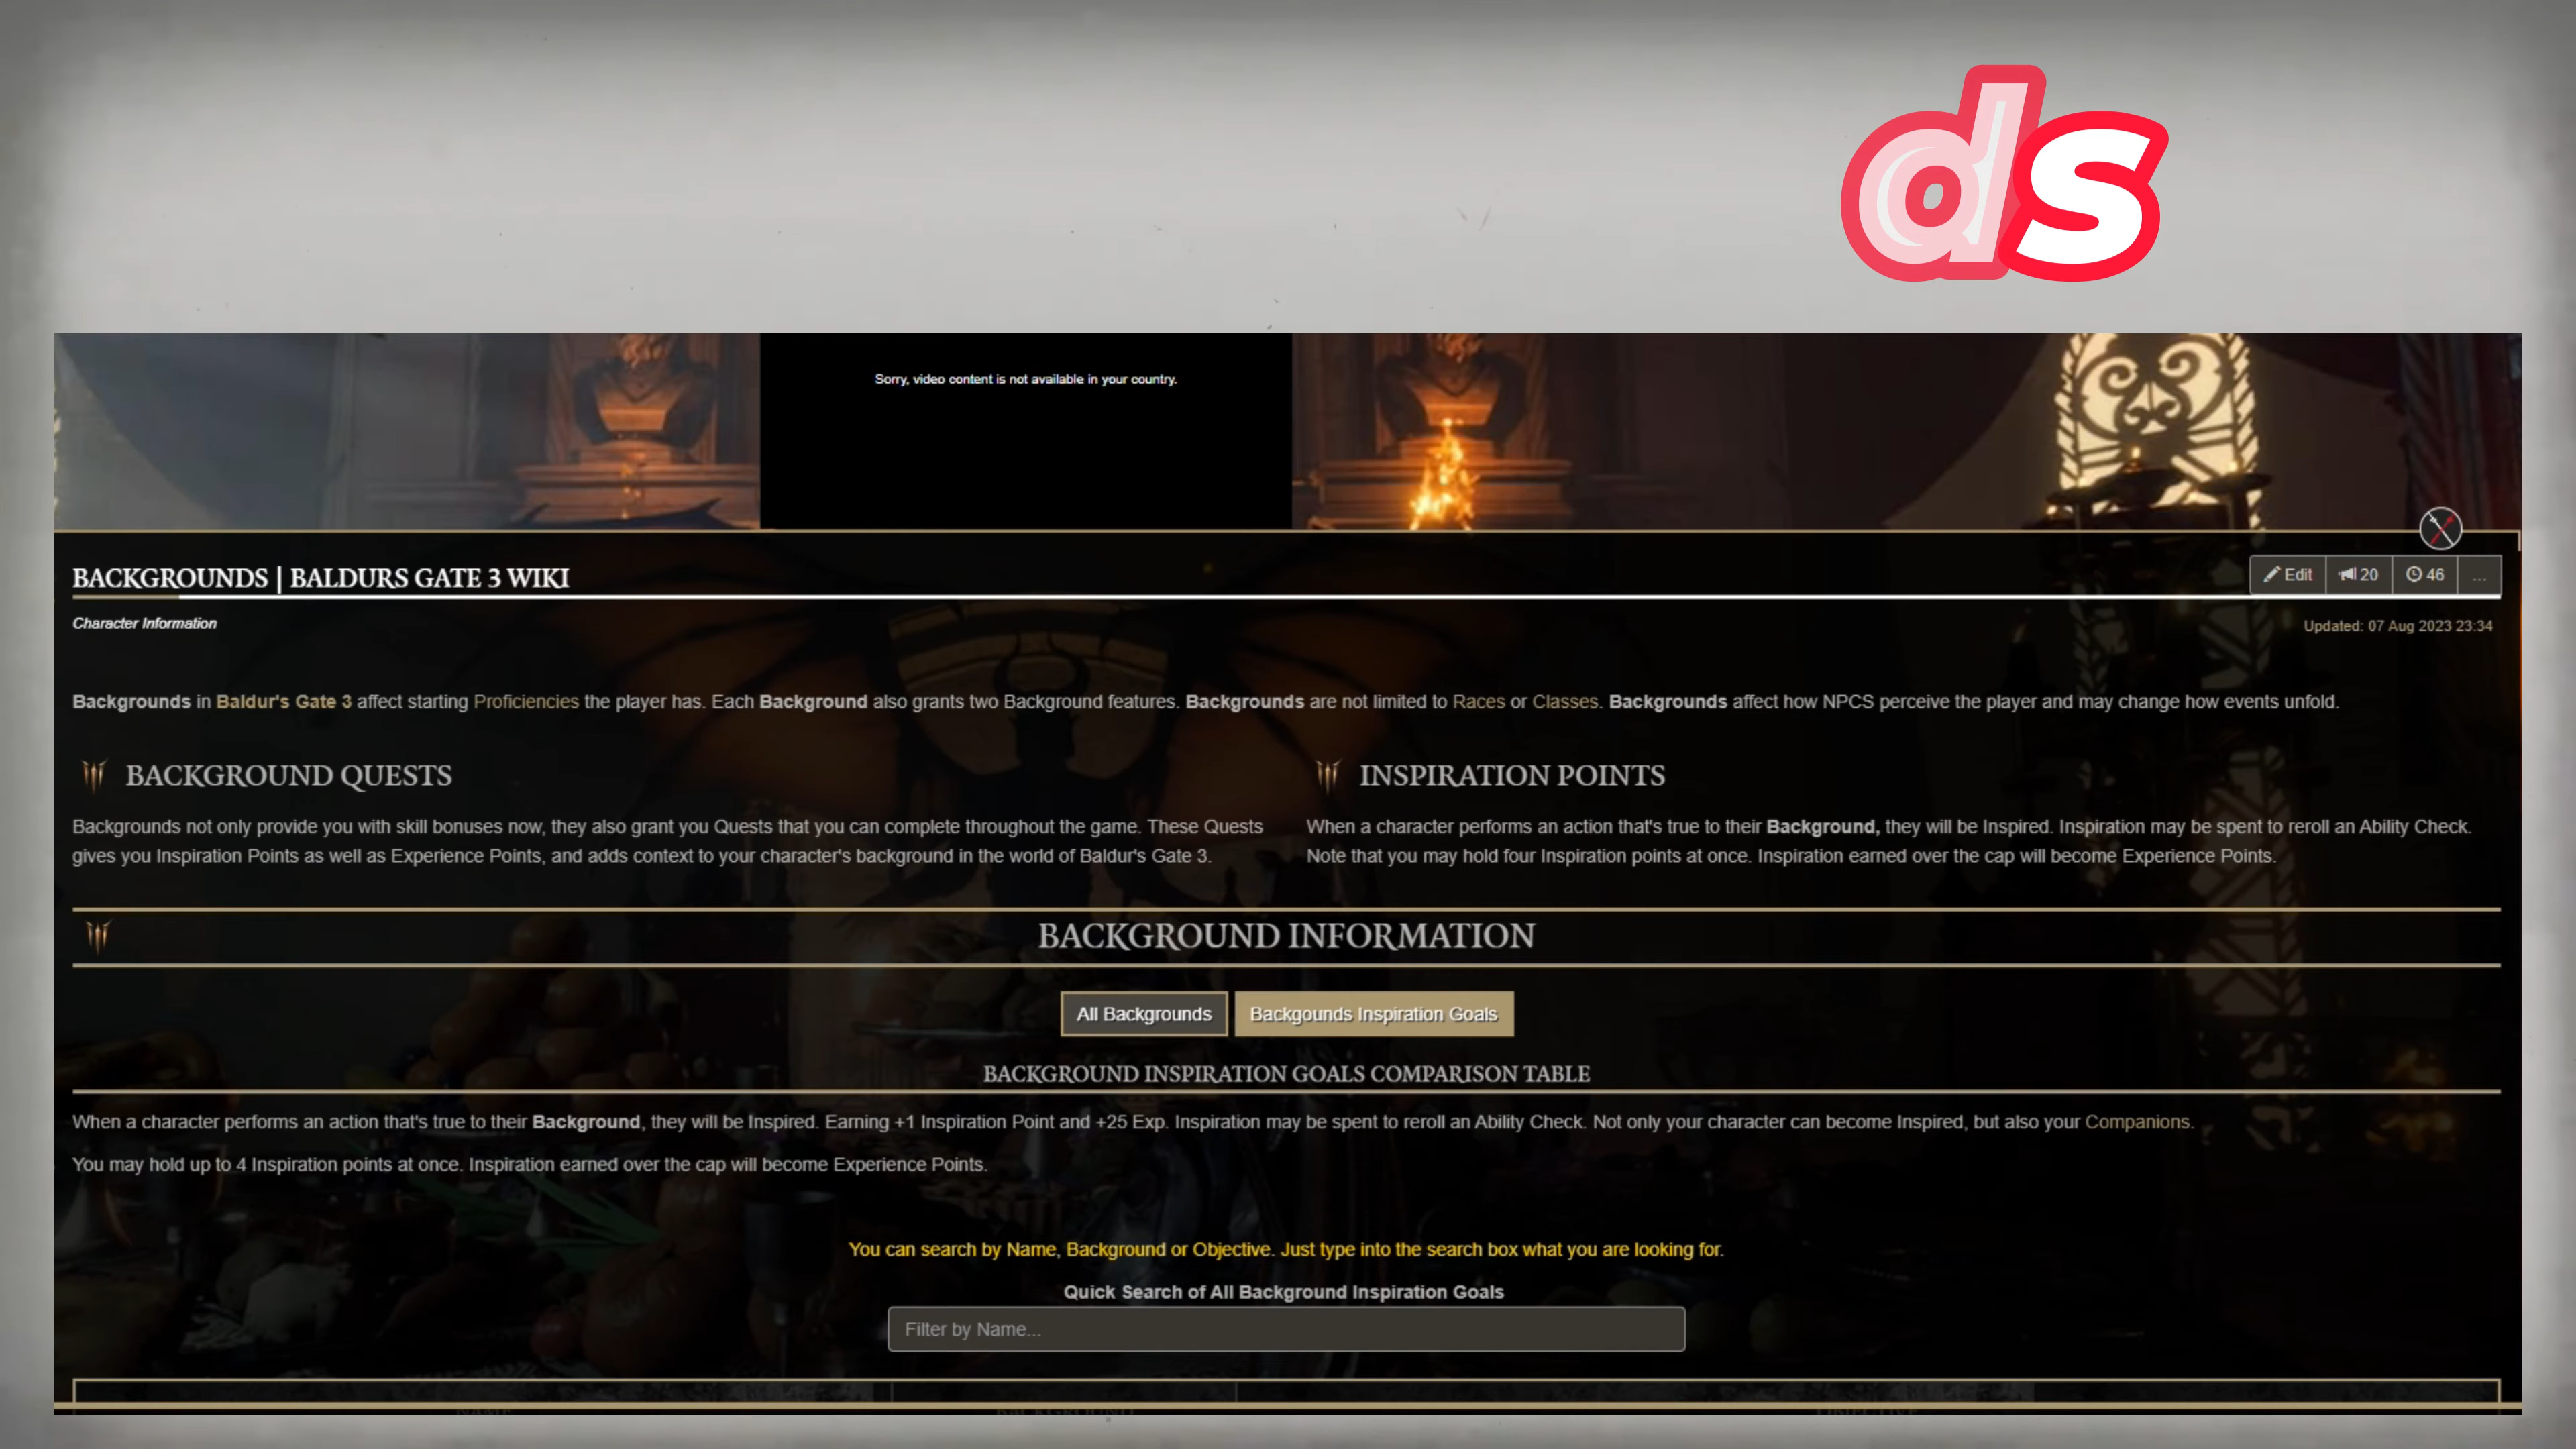 ds
Sorry, video content is not available in your country.
BACKGROUNDS | BALDURS GATE 3 WIKI
Edit 20 46 ...
Character Information
Updated: 07 Aug 2023 23:34
Backgrounds in Baldur's Gate 3 affect starting Proficiencies the player has. Each Background also grants two Background features. Backgrounds are not limited to Races or Classes. Backgrounds affect how NPCS perceive the player and may change how events unfold.
BACKGROUND QUESTS
Backgrounds not only provide you with skill bonuses now, they also grant you Quests that you can complete throughout the game. These Quests
gives you Inspiration Points as well as Experience Points, and adds context to your character's background in the world of Baldur's Gate 3.
INSPIRATION POINTS
When a character performs an action that's true to their Background, they will be Inspired. Inspiration may be spent to reroll an Ability Check.
Note that you may hold four Inspiration points at once. Inspiration earned over the cap will become Experience Points.
BACKGROUND INFORMATION
All Backgrounds Backgounds Inspiration Goals
BACKGROUND INSPIRATION GOALS COMPARISON TABLE
When a character performs an action that's true to their Background, they will be Inspired. Earning +1 Inspiration Point and +25 Exp. Inspiration may be spent to reroll an Ability Check. Not only your character can become Inspired, but also your Companions.
You may hold up to 4 Inspiration points at once. Inspiration earned over the cap will become Experience Points.
You can search by Name, Background or Objective. Just type into the search box what you are looking for.
Quick Search of All Background Inspiration Goals
Filter by Name...